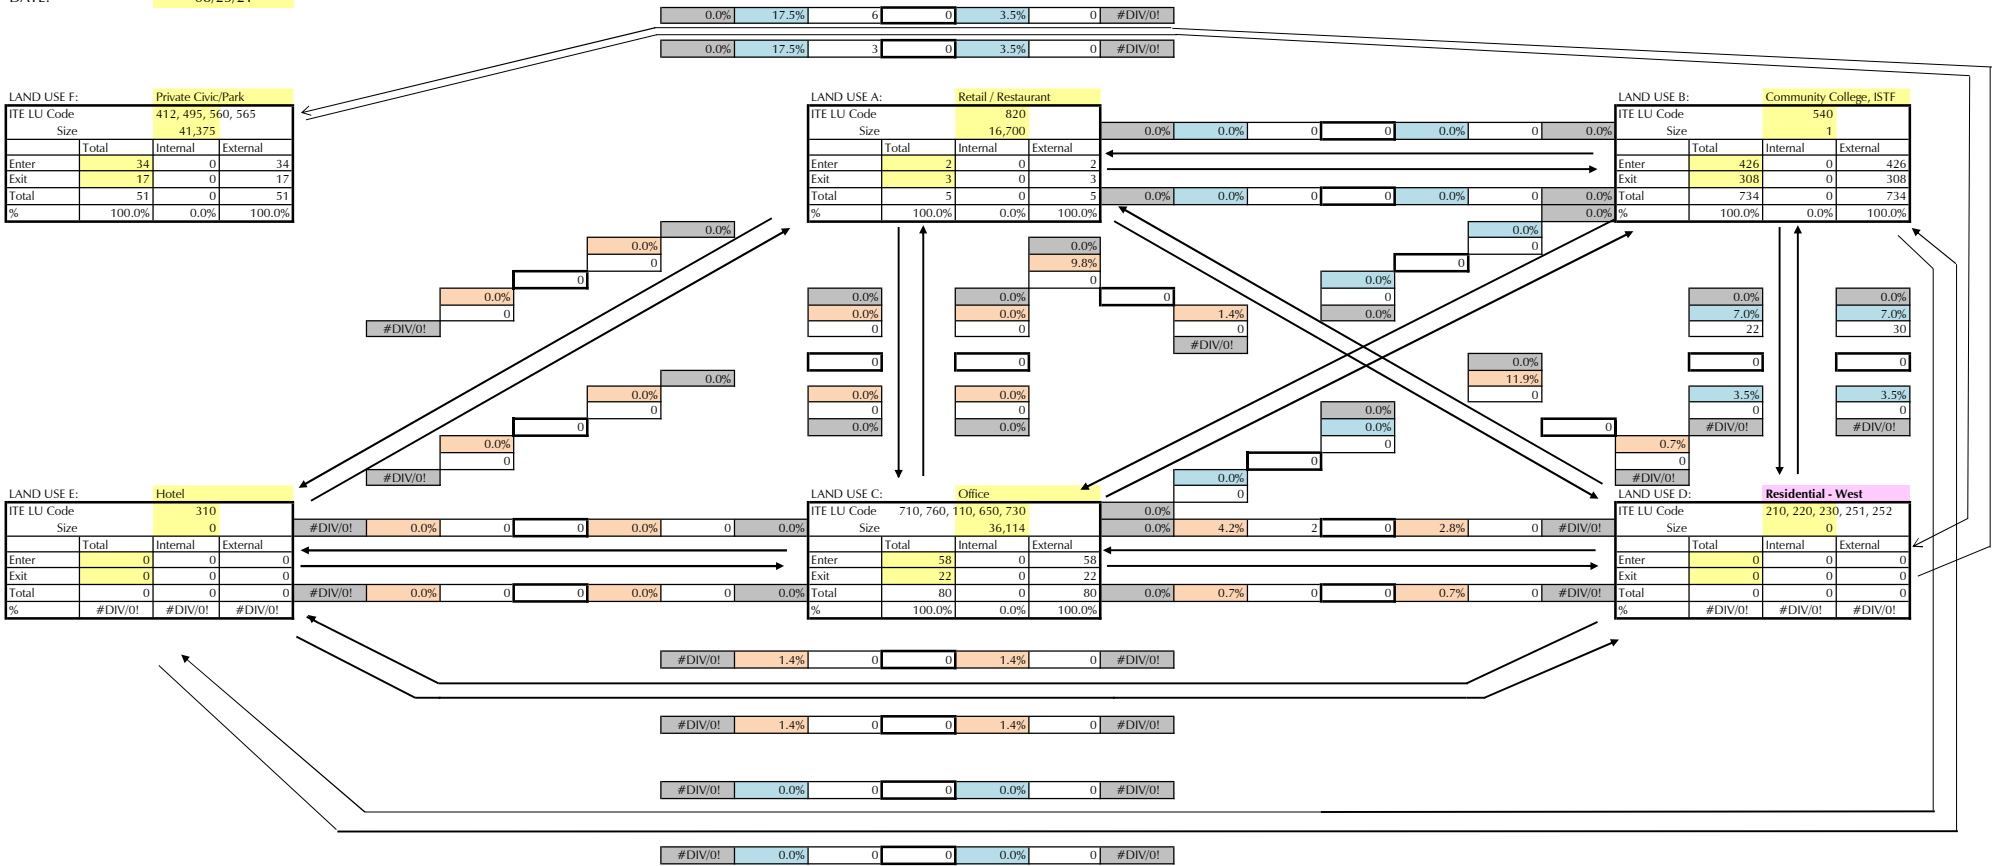 0.0% 17.5% 6 0 3.5% 0 #DIV/0!
0.0% 17.5% 3 0 3.5% 0 #DIV/0!
LAND USE F: Private Civic/Park
ITE LU Code 412, 495, 560, 565
Size 41,375
Total Internal External
Enter 34 0 34
Exit 17 0 17
Total 51 0 51
% 100.0% 0.0% 100.0%
LAND USE A: Retail / Restaurant
ITE LU Code 820
Size 16,700
Total Internal External
Enter 2 0 2
Exit 3 0 3
Total 5 0 5
% 100.0% 0.0% 100.0%
0.0% 0.0% 0 0 0.0% 0 0.0%
0.0% 0.0% 0 0 0.0% 0 0.0%
0.0%
LAND USE B: Community College, ISTF
ITE LU Code 540
Size 1
Total Internal External
Enter 426 0 426
Exit 308 0 308
Total 734 0 734
% 100.0% 0.0% 100.0%
0.0%
0.0%
0
0
0.0%
0
#DIV/0!
0.0%
0.0%
0
0
0.0%
0
#DIV/0!
0.0% 0.0%
0.0% 0.0%
0 0
0 0
0.0% 0.0%
0 0
0.0% 0.0%
0.0%
9.8%
0
0
1.4%
0
#DIV/0!
0.0%
0
0
0.0%
0
0.0%
0.0%
11.9%
0
0
0.7%
0
#DIV/0!
0.0%
0.0%
0
0
0.0%
0
0.0%
0.0% 0.0%
7.0% 7.0%
22 30
0 0
3.5% 3.5%
0 0
#DIV/0! #DIV/0!
LAND USE E: Hotel
ITE LU Code 310
Size 0
Total Internal External
Enter 0 0 0
Exit 0 0 0
Total 0 0 0
% #DIV/0! #DIV/0! #DIV/0!
#DIV/0! 0.0% 0 0 0.0% 0 0.0%
#DIV/0! 0.0% 0 0 0.0% 0 0.0%
LAND USE C: Office
ITE LU Code 710, 760, 110, 650, 730
Size 36,114
Total Internal External
Enter 58 0 58
Exit 22 0 22
Total 80 0 80
% 100.0% 0.0% 100.0%
0.0% 4.2% 2 0 2.8% 0 #DIV/0!
0.0% 0.7% 0 0 0.7% 0 #DIV/0!
LAND USE D: Residential - West
ITE LU Code 210, 220, 230, 251, 252
Size 0
Total Internal External
Enter 0 0 0
Exit 0 0 0
Total 0 0 0
% #DIV/0! #DIV/0! #DIV/0!
#DIV/0! 1.4% 0 0 1.4% 0 #DIV/0!
#DIV/0! 1.4% 0 0 1.4% 0 #DIV/0!
#DIV/0! 0.0% 0 0 0.0% 0 #DIV/0!
#DIV/0! 0.0% 0 0 0.0% 0 #DIV/0!